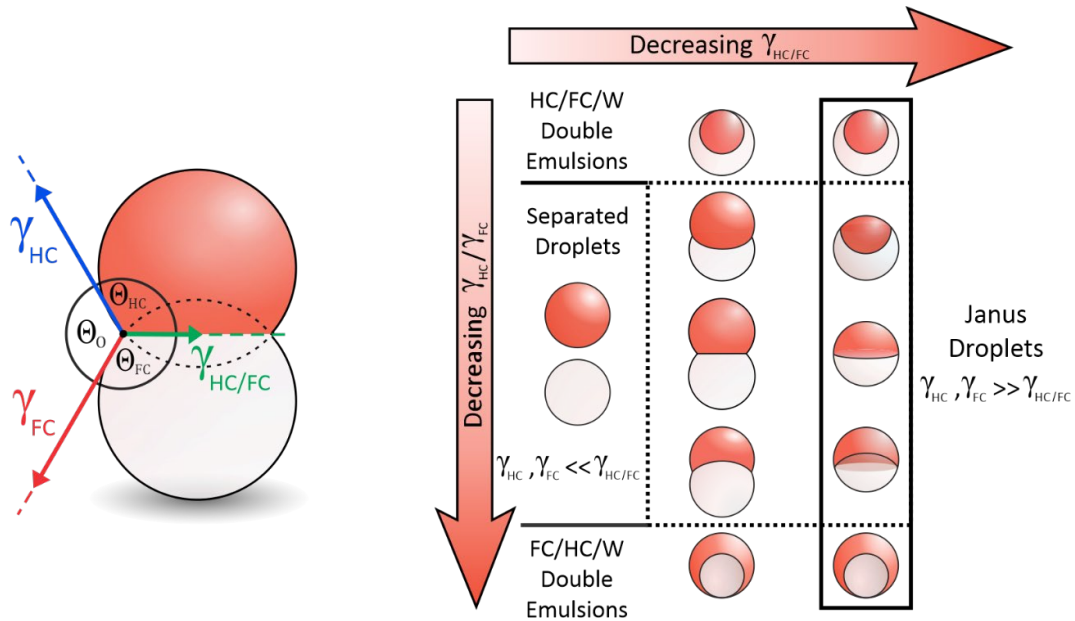 γHC
ΘHC
ΘO
ΘFC
γHC/FC
γFC
Decreasing γHC/FC
Decreasing γHC/γFC
HC/FC/W
Double
Emulsions
Separated
Droplets
γHC ,γFC << γHC/FC
FC/HC/W
Double
Emulsions
Janus
Droplets
γHC ,γFC >> γHC/FC